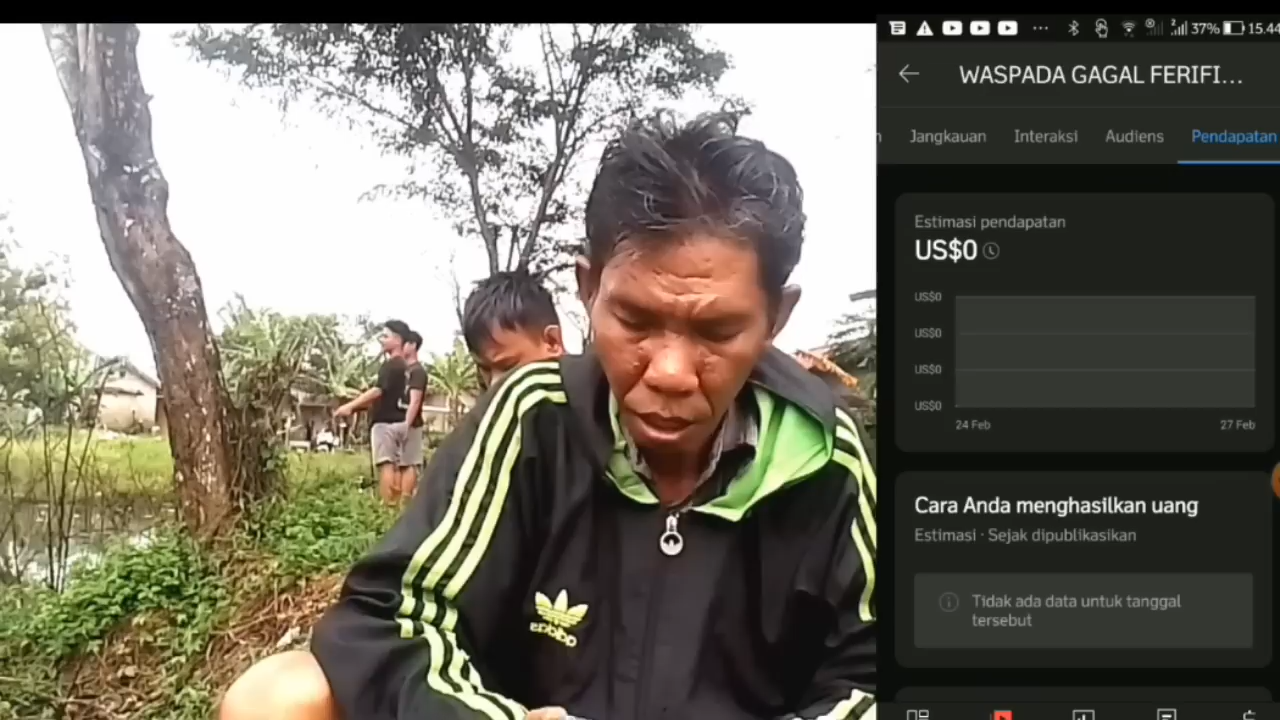 37% 15.44
WASPADA GAGAL FERIFI...
Jangkauan Interaksi Audiens Pendapatan
Estimasi pendapatan
US$0
US$0
US$0
US$0
US$0
24 Feb 27 Feb
Cara Anda menghasilkan uang
Estimasi · Sejak dipublikasikan
Tidak ada data untuk tanggal
tersebut
adidas